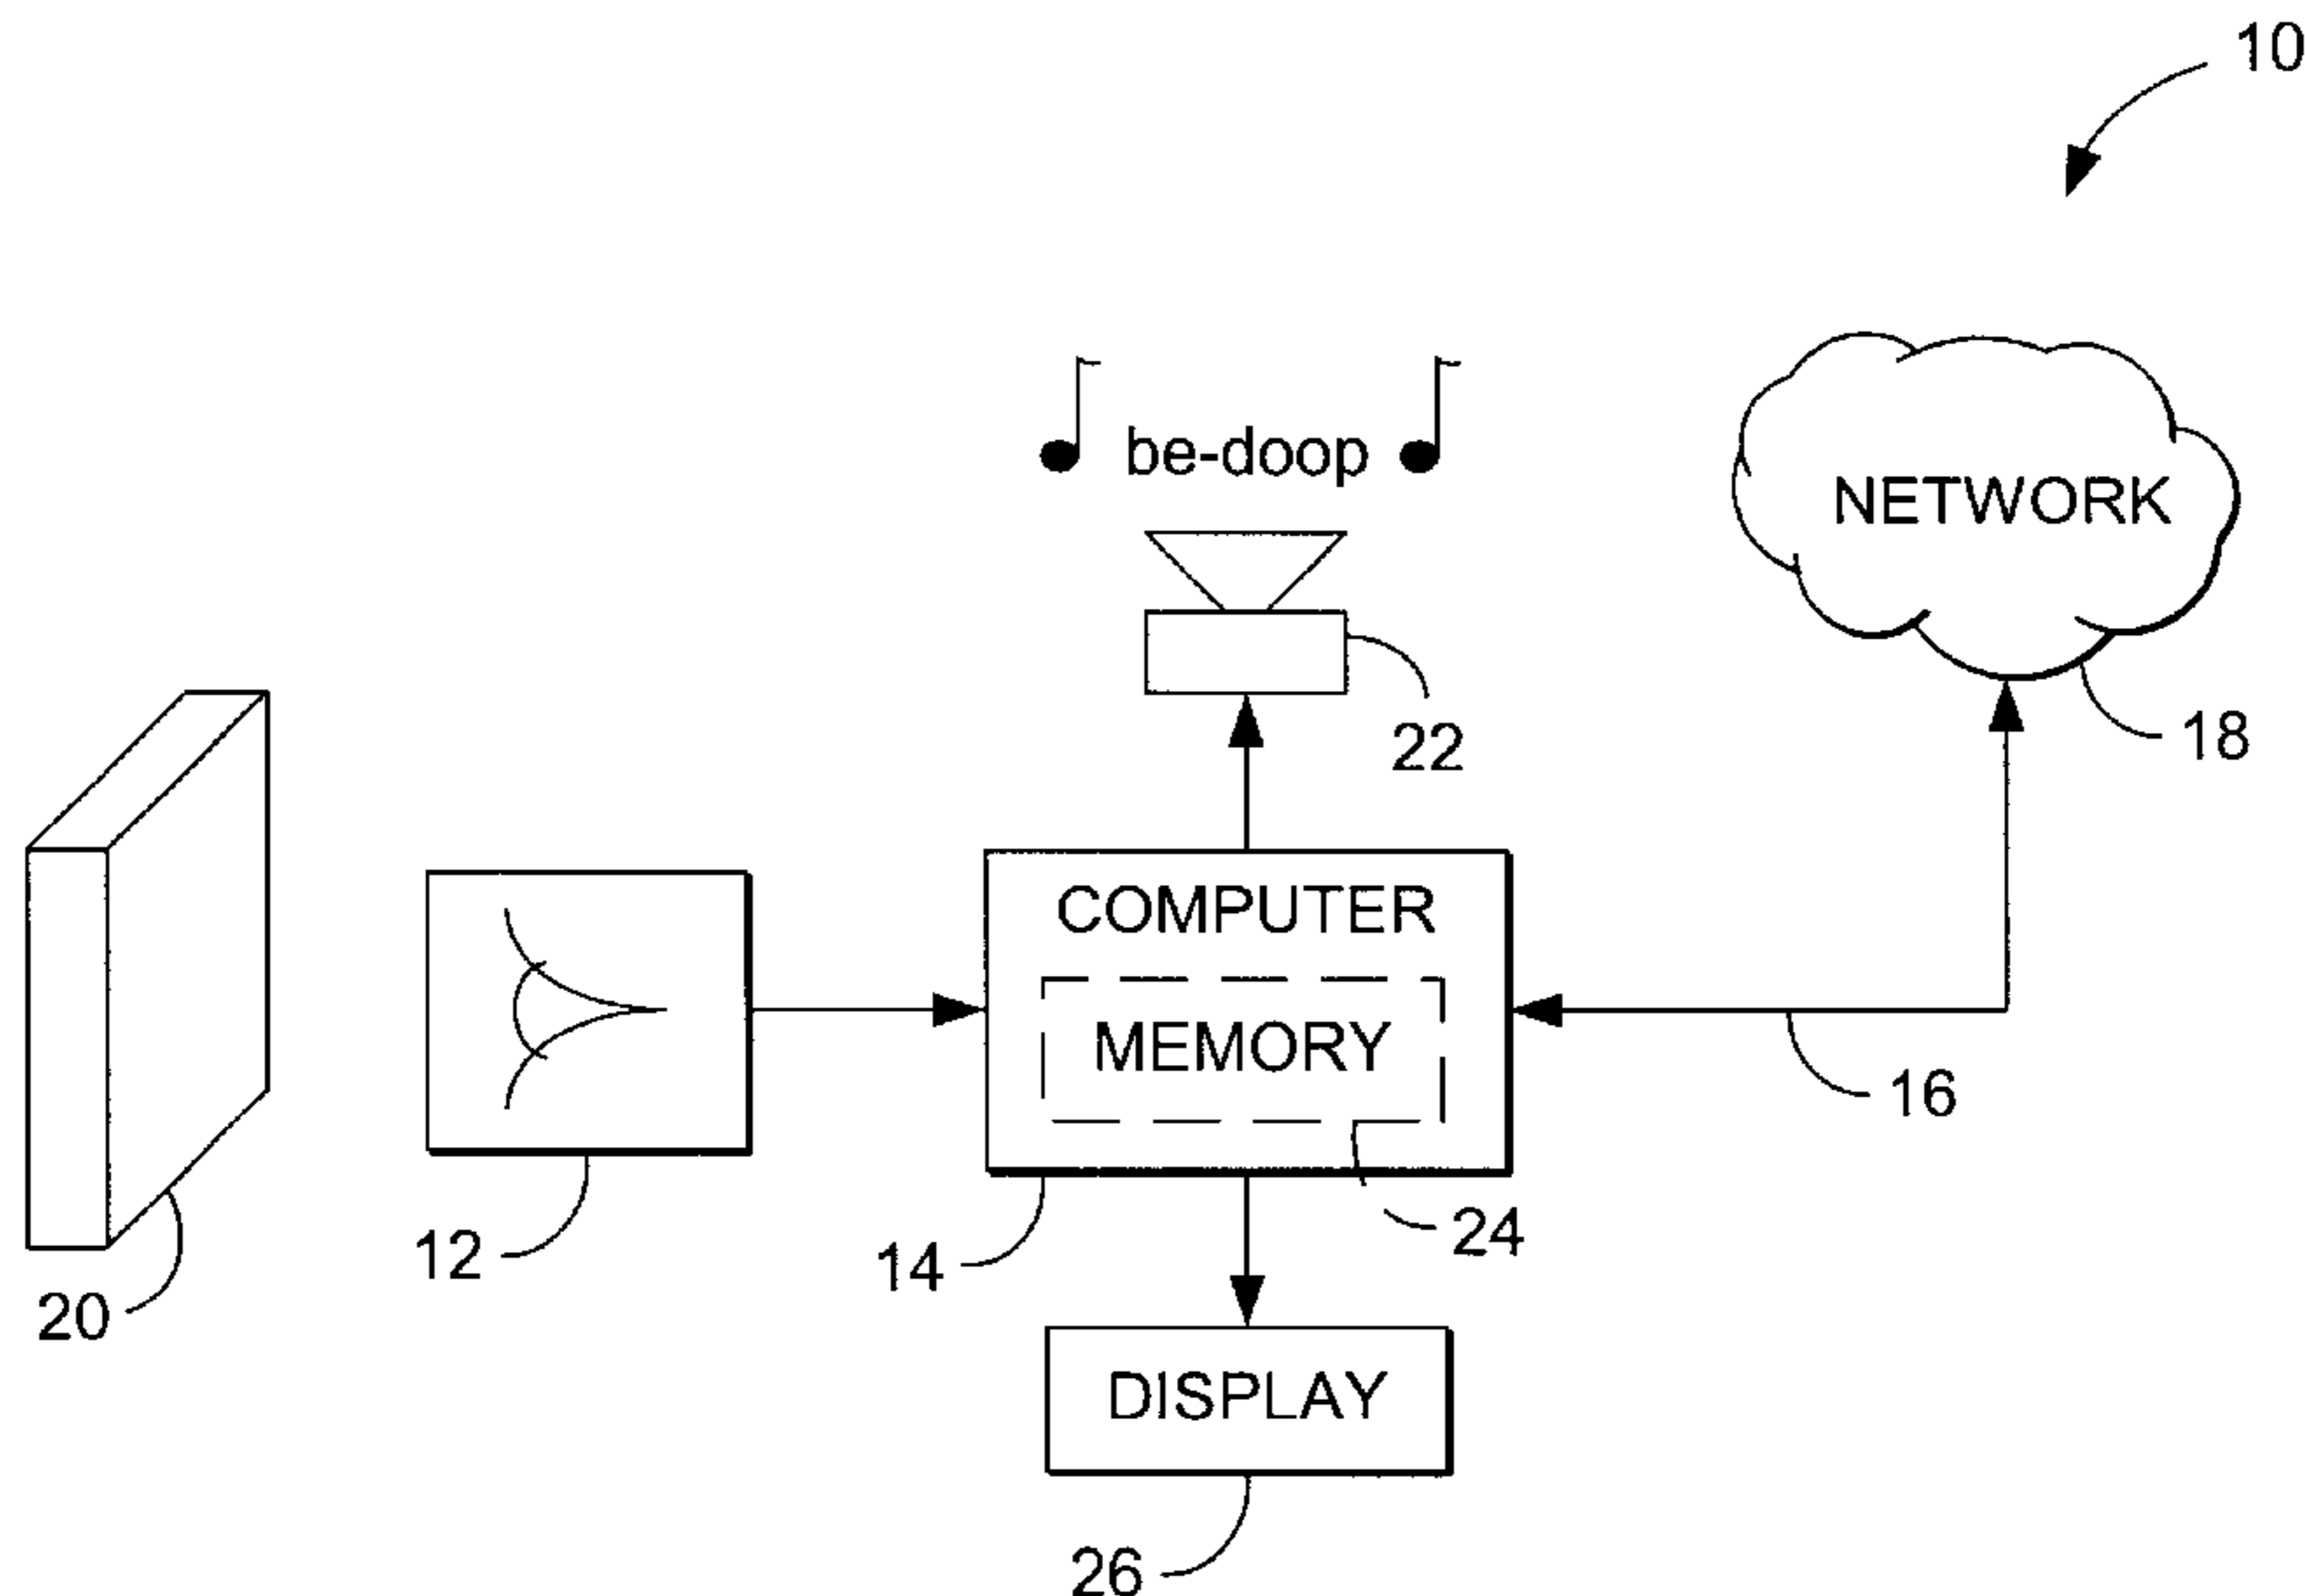 10
be-doop
NETWORK
22
18
COMPUTER
MEMORY
16
12
14
24
20
DISPLAY
26